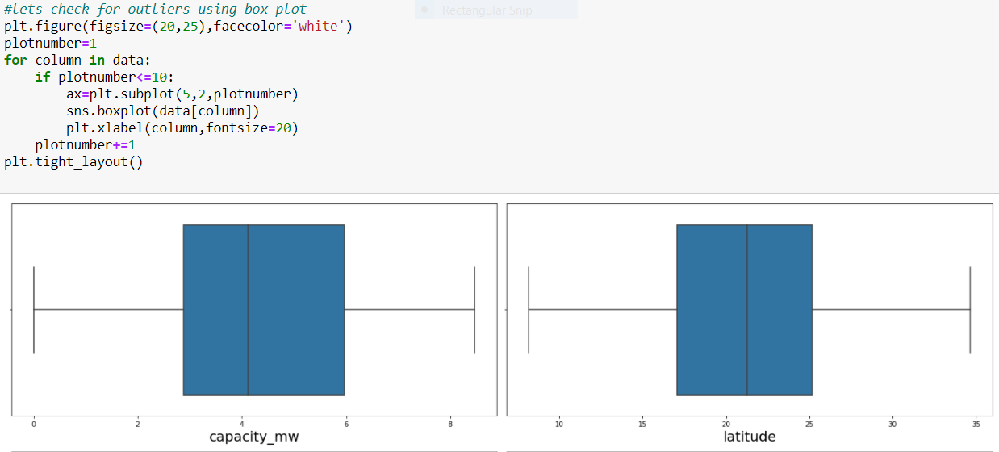 #lets check for outliers using box plot
Rectangular Snip
plt.figure(figsize=(20,25),facecolor='white')
plotnumber=1
for column in data:
    if plotnumber<=10:
        ax=plt.subplot(5,2,plotnumber)
        sns.boxplot(data[column])
        plt.xlabel(column,fontsize=20)
    plotnumber+=1
plt.tight_layout()
0 2 4 6 8
capacity_mw
10 15 20 25 30 35
latitude